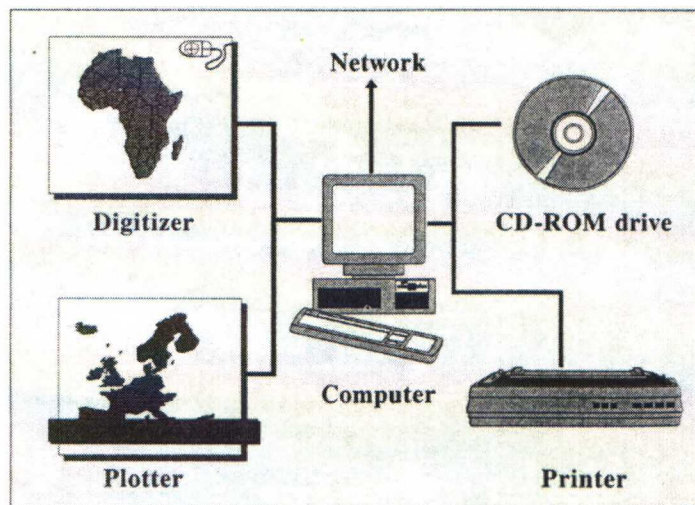 Network
Digitizer
CD-ROM drive
Computer
Plotter
Printer